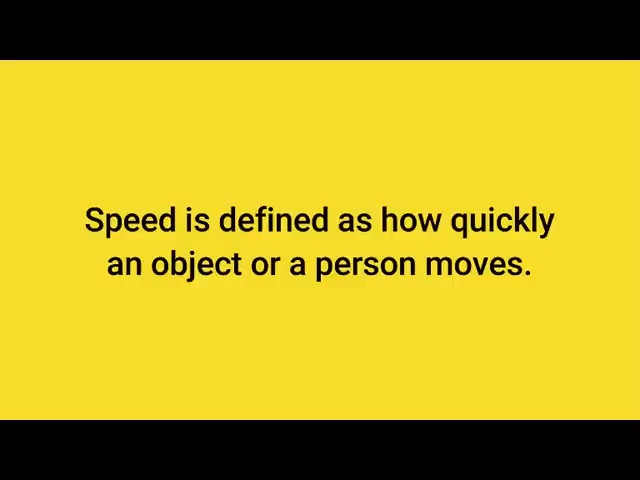 Speed is defined as how quickly
an object or a person moves.